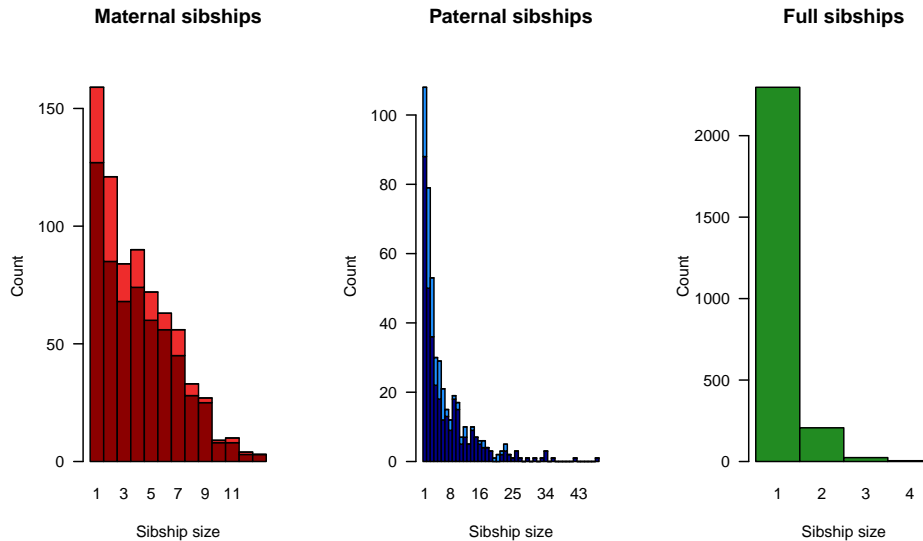 Maternal sibships
Paternal sibships
Full sibships
Count
0
50
100
150
1 3 5 7 9 11
Sibship size
Count
0
20
40
60
80
100
1 8 16 25 34 43
Sibship size
Count
0
500
1000
1500
2000
1 2 3 4
Sibship size